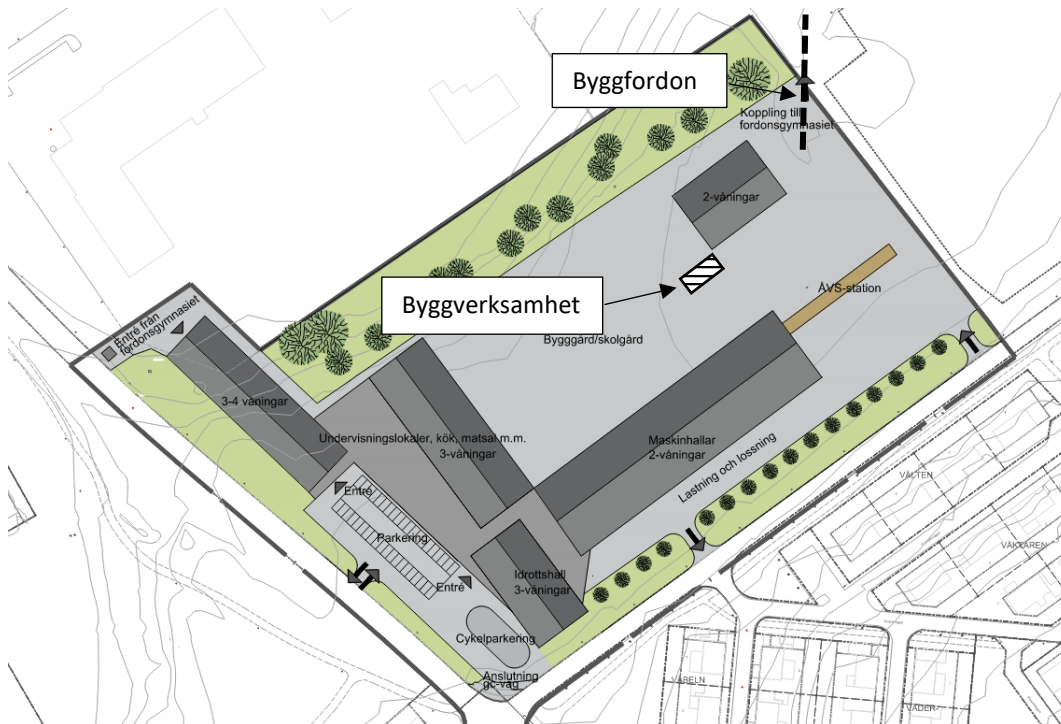 Byggfordon
Koppling till
fordonsgymnasiet
2-våningar
ÅVS-station
Byggverksamhet
Bygggård/skolgård
Entré från
fordonsgymnasiet
3-4 våningar
Undervisningslokaler, kök, matsal m.m.
3-våningar
Maskinhallar
2-våningar
Lastning och lossning
Entré
Parkering
Entré
Idrottshall
3-våningar
Cykelparkering
Anslutning
gc-väg
VÄLTEN
VÄKTAREN
VÄBELN
VÄDER-